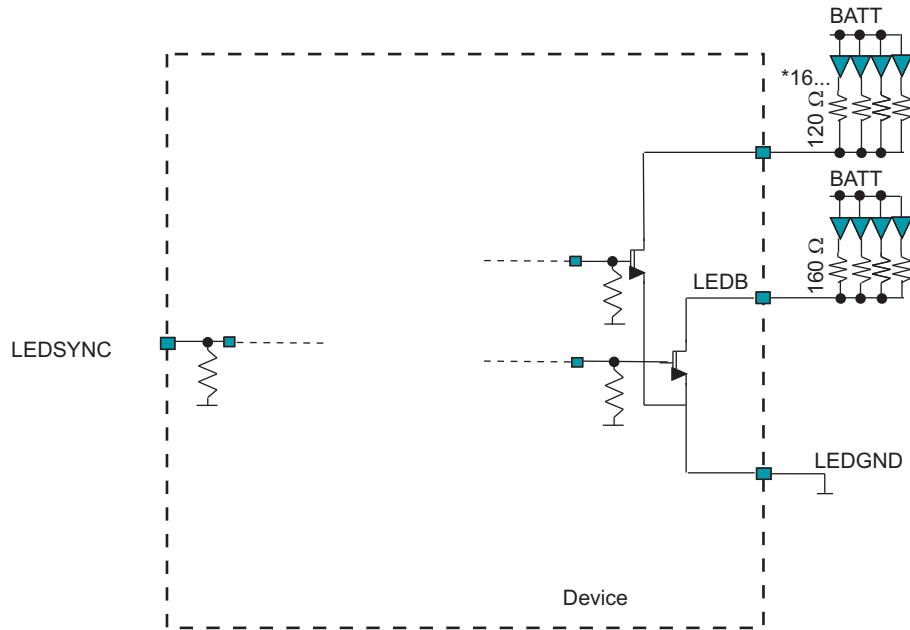 BATT
*16...
120 Ω
BATT
160 Ω
LEDB
LEDSYNC
LEDGND
Device